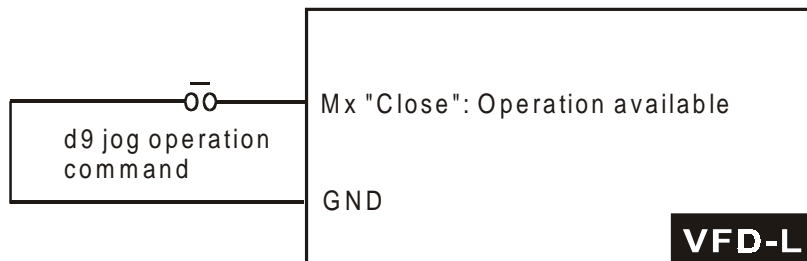 Mx "Close": Operation available
d9 jog operation
command
GND
VFD-L